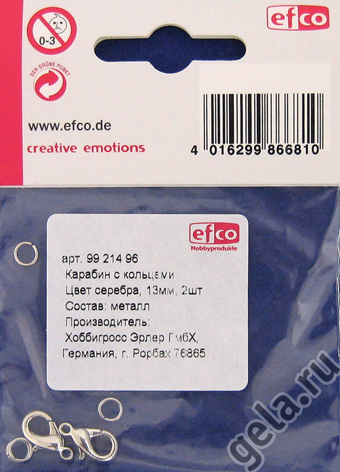 efco
0-3
DER GRÜNE PUNKT
www.efco.de
creative emotions
4 016299 866810
efco
Hobbyprodukte
арт. 99 214 96
Карабин с кольцами
Цвет серебра, 13мм, 2шт
Состав: металл
Производитель:
Хоббигросс Эрлер ГмбХ,
Германия, г. Рорбах 76865
gela.ru